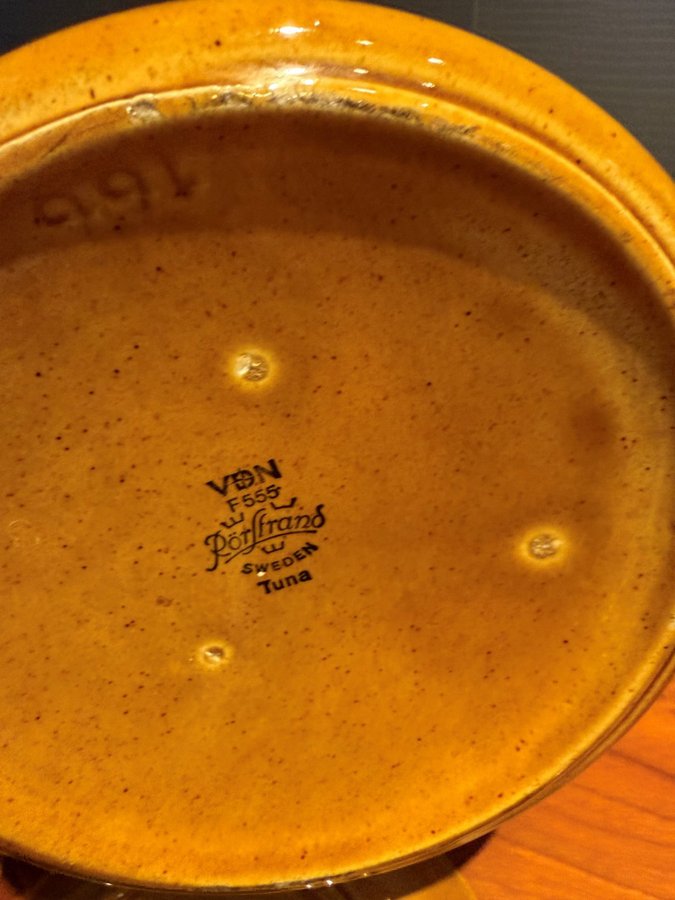 VDN
F555
Rörstrand
SWEDEN
Tuna